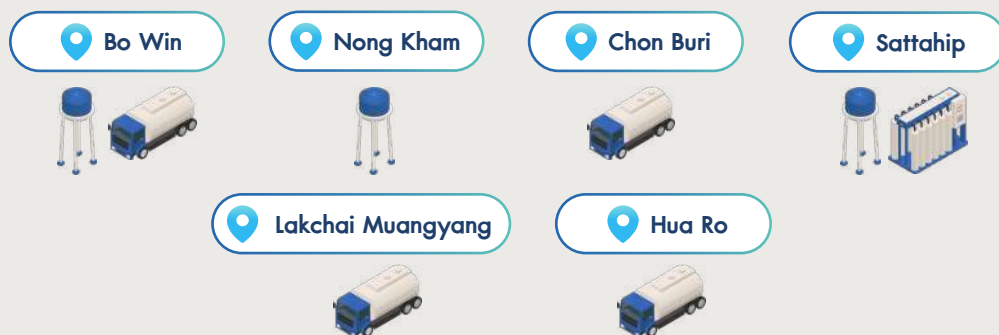 Bo Win
Nong Kham
Chon Buri
Sattahip
Lakchai Muangyang
Hua Ro